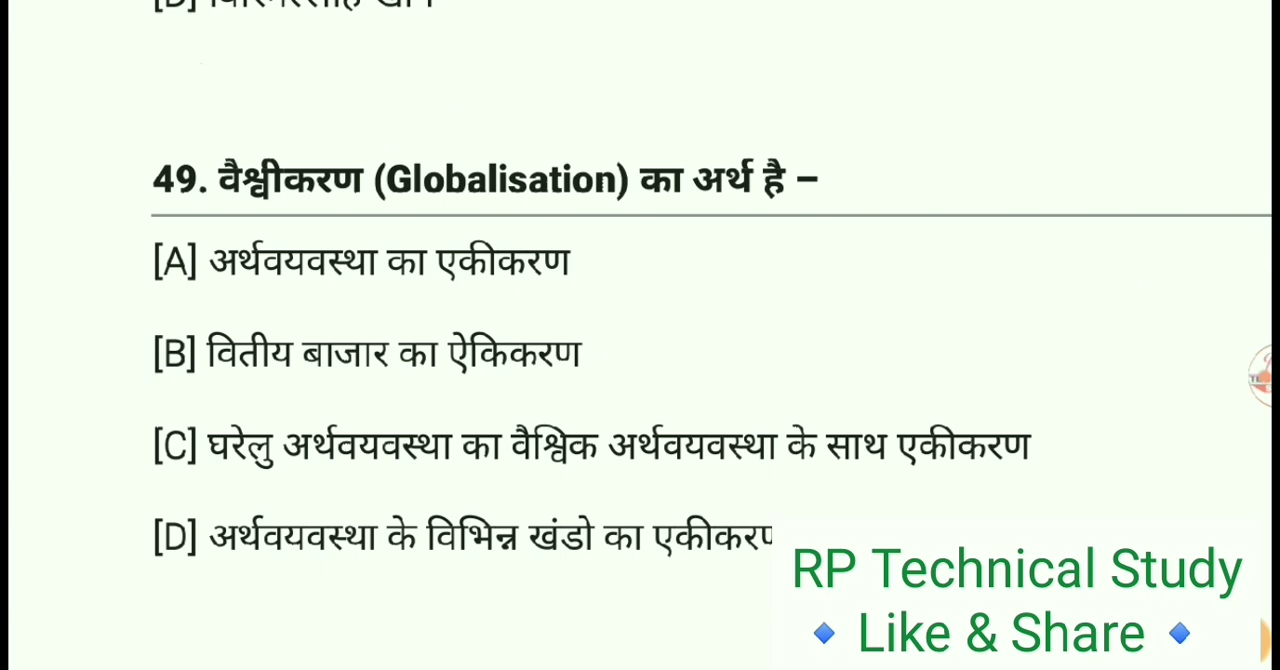 49. वैश्वीकरण (Globalisation) का अर्थ है –
[A] अर्थवयवस्था का एकीकरण
[B] वितीय बाजार का ऐकिकरण
[C] घरेलु अर्थवयवस्था का वैश्विक अर्थवयवस्था के साथ एकीकरण
[D] अर्थवयवस्था के विभिन्न खंडो का एकीकरण
RP Technical Study
🔹 Like & Share 🔹